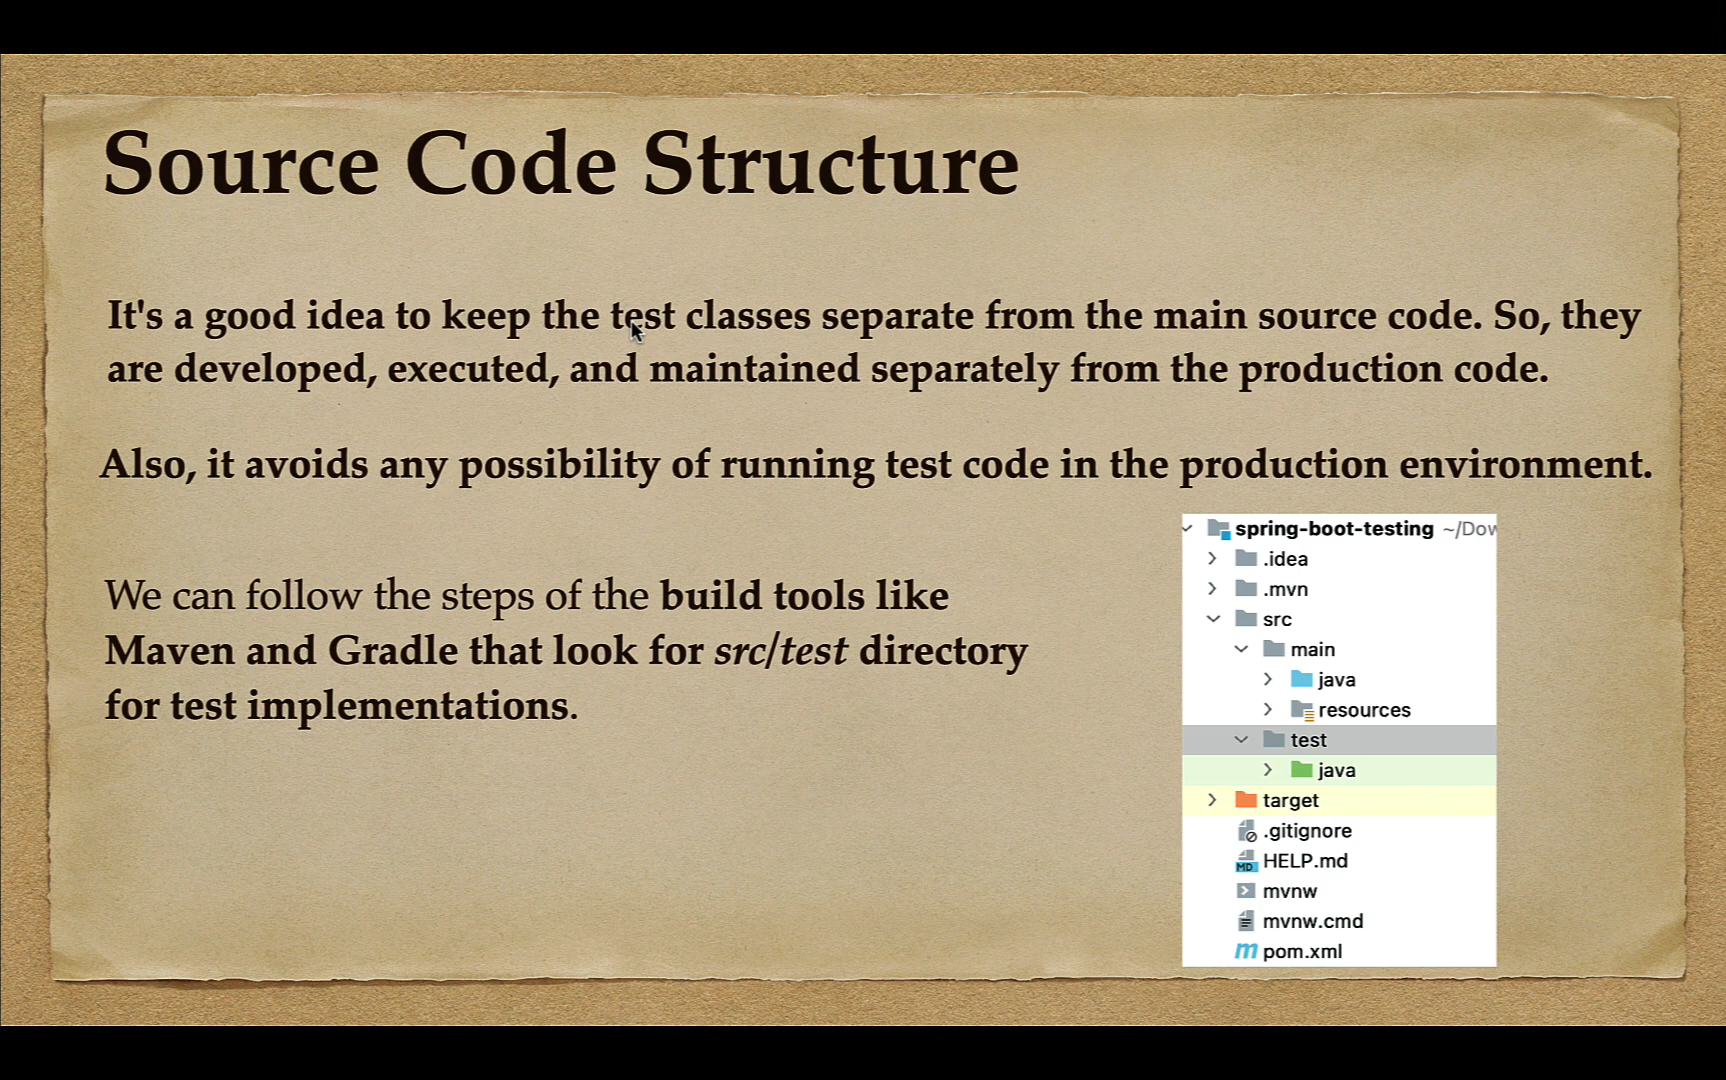 Source Code Structure
It's a good idea to keep the test classes separate from the main source code. So, they
are developed, executed, and maintained separately from the production code.
Also, it avoids any possibility of running test code in the production environment.
We can follow the steps of the build tools like
Maven and Gradle that look for src/test directory
for test implementations.
spring-boot-testing ~/Dow
.idea
.mvn
src
main
java
resources
test
java
target
.gitignore
HELP.md
mvnw
mvnw.cmd
pom.xml